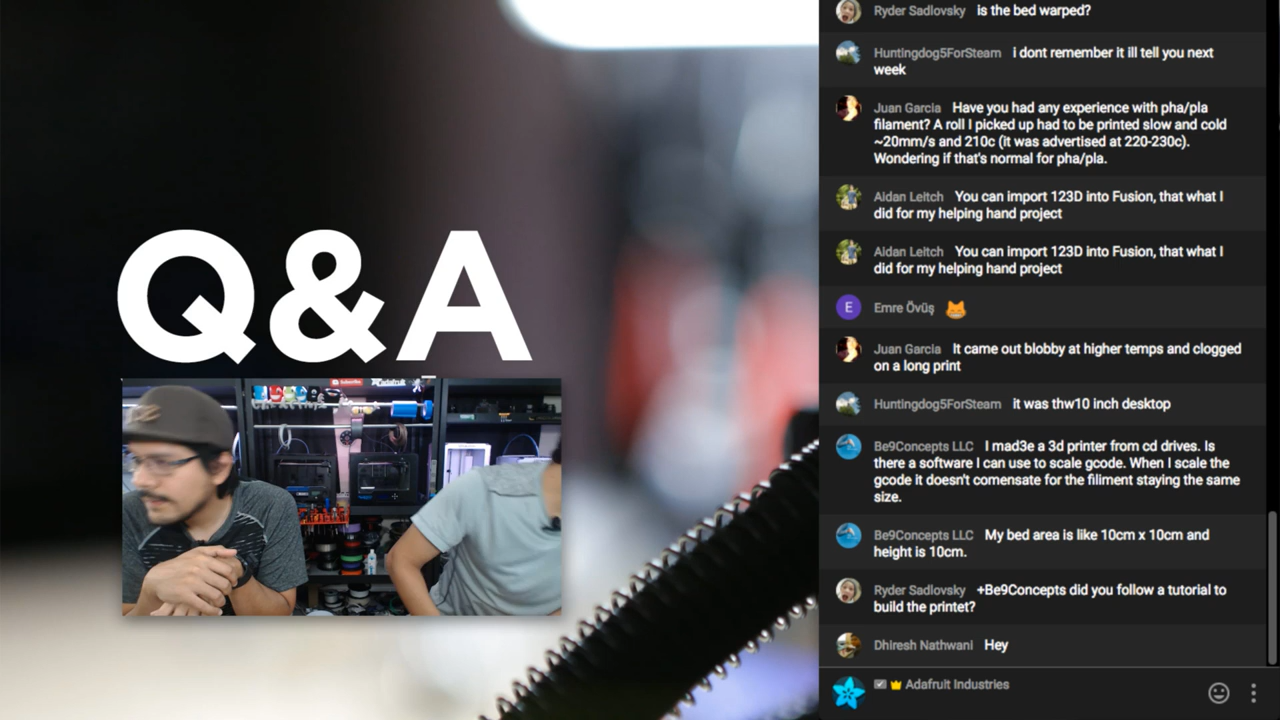 Q&A
Subscribe
adafruit
Ryder Sadlovsky is the bed warped?
Huntingdog5ForSteam i dont remember it ill tell you next
week
Juan Garcia Have you had any experience with pha/pla
filament? A roll I picked up had to be printed slow and cold
~20mm/s and 210c (it was advertised at 220-230c).
Wondering if that's normal for pha/pla.
Aidan Leitch You can import 123D into Fusion, that what I
did for my helping hand project
Aidan Leitch You can import 123D into Fusion, that what I
did for my helping hand project
E Emre Övüş
Juan Garcia It came out blobby at higher temps and clogged
on a long print
Huntingdog5ForSteam it was thw10 inch desktop
Be9Concepts LLC I mad3e a 3d printer from cd drives. Is
there a software I can use to scale gcode. When I scale the
gcode it doesn't comensate for the filiment staying the same
size.
Be9Concepts LLC My bed area is like 10cm x 10cm and
height is 10cm.
Ryder Sadlovsky +Be9Concepts did you follow a tutorial to
build the printet?
Dhiresh Nathwani Hey
Adafruit Industries